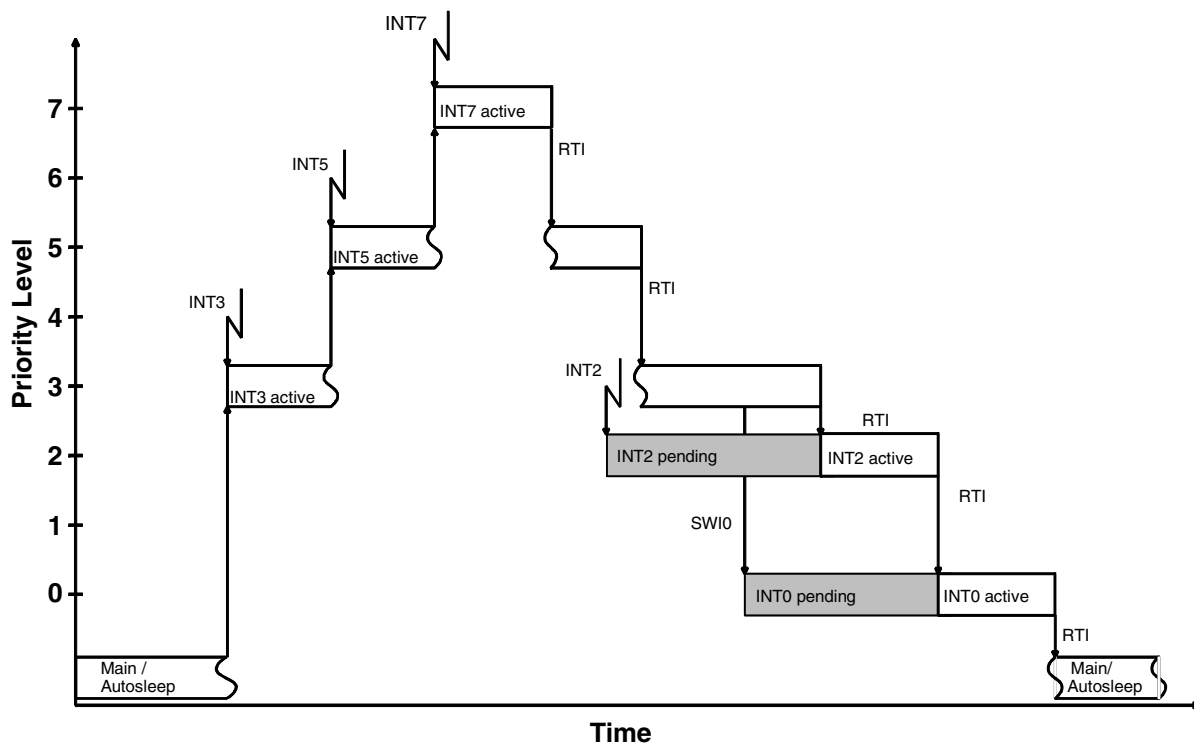 INT7
7
INT7 active
RTI
INT5
6
5
INT5 active
RTI
INT3
4
INT2
3
INT3 active
RTI
2
INT2 pending
INT2 active
RTI
1
SWI0
0
INT0 pending
INT0 active
RTI
Main /
Autosleep
Main/
Autosleep
Priority Level
Time